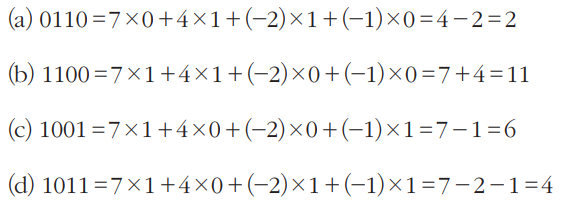 (a) 0110=7×0+4×1+(−2)×1+(−1)×0=4−2=2
(b) 1100=7×1+4×1+(−2)×0+(−1)×0=7+4=11
(c) 1001=7×1+4×0+(−2)×0+(−1)×1=7−1=6
(d) 1011=7×1+4×0+(−2)×1+(−1)×1=7−2−1=4